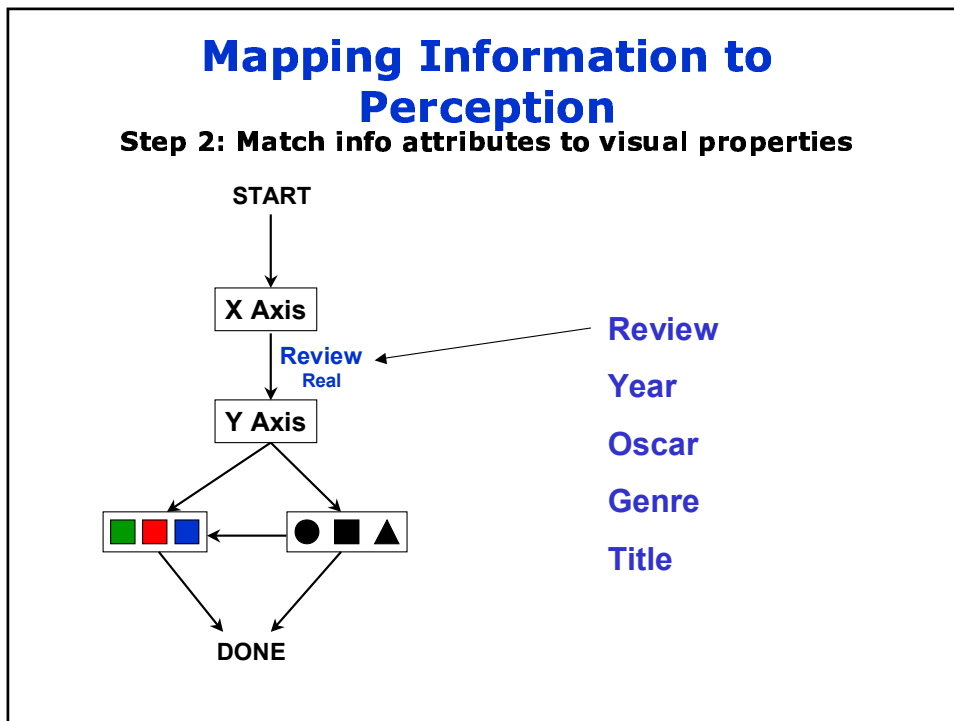 Mapping Information to
Perception
Step 2: Match info attributes to visual properties
START
X Axis
Review
Real
Y Axis
DONE
Review
Year
Oscar
Genre
Title